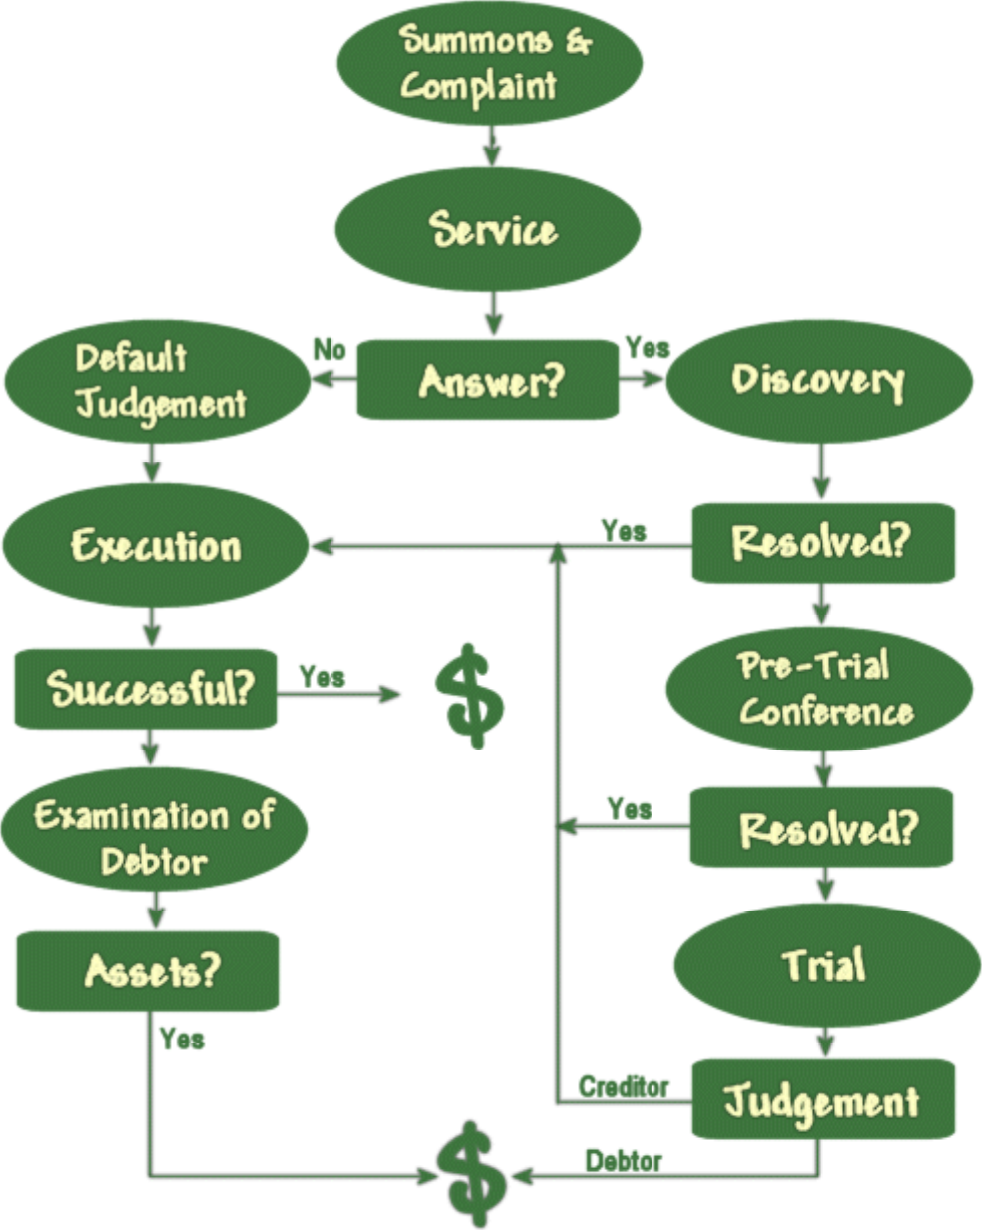 Summons &
Complaint
Service
No
Answer?
Yes
Default
Judgement
Discovery
Execution
Yes
Resolved?
Successful?
Yes
$
Pre-Trial
Conference
Examination of
Debtor
Yes
Resolved?
Assets?
Trial
Yes
Creditor
Judgement
$
Debtor